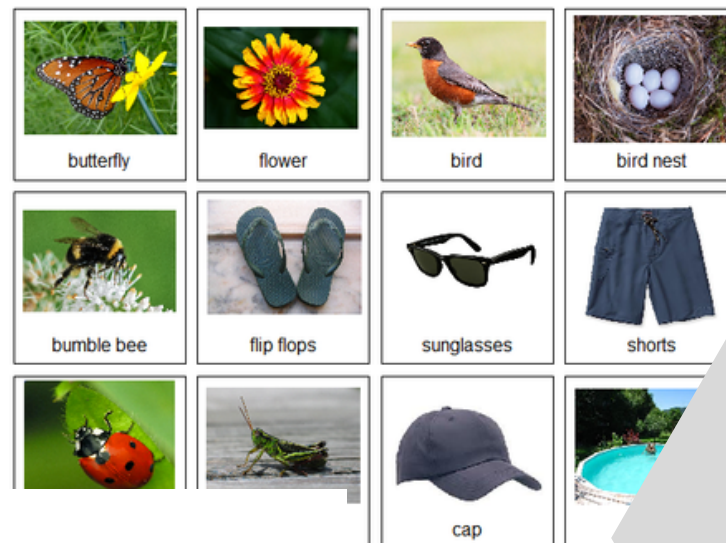 butterfly
flower
bird
bird nest
bumble bee
flip flops
sunglasses
shorts
cap